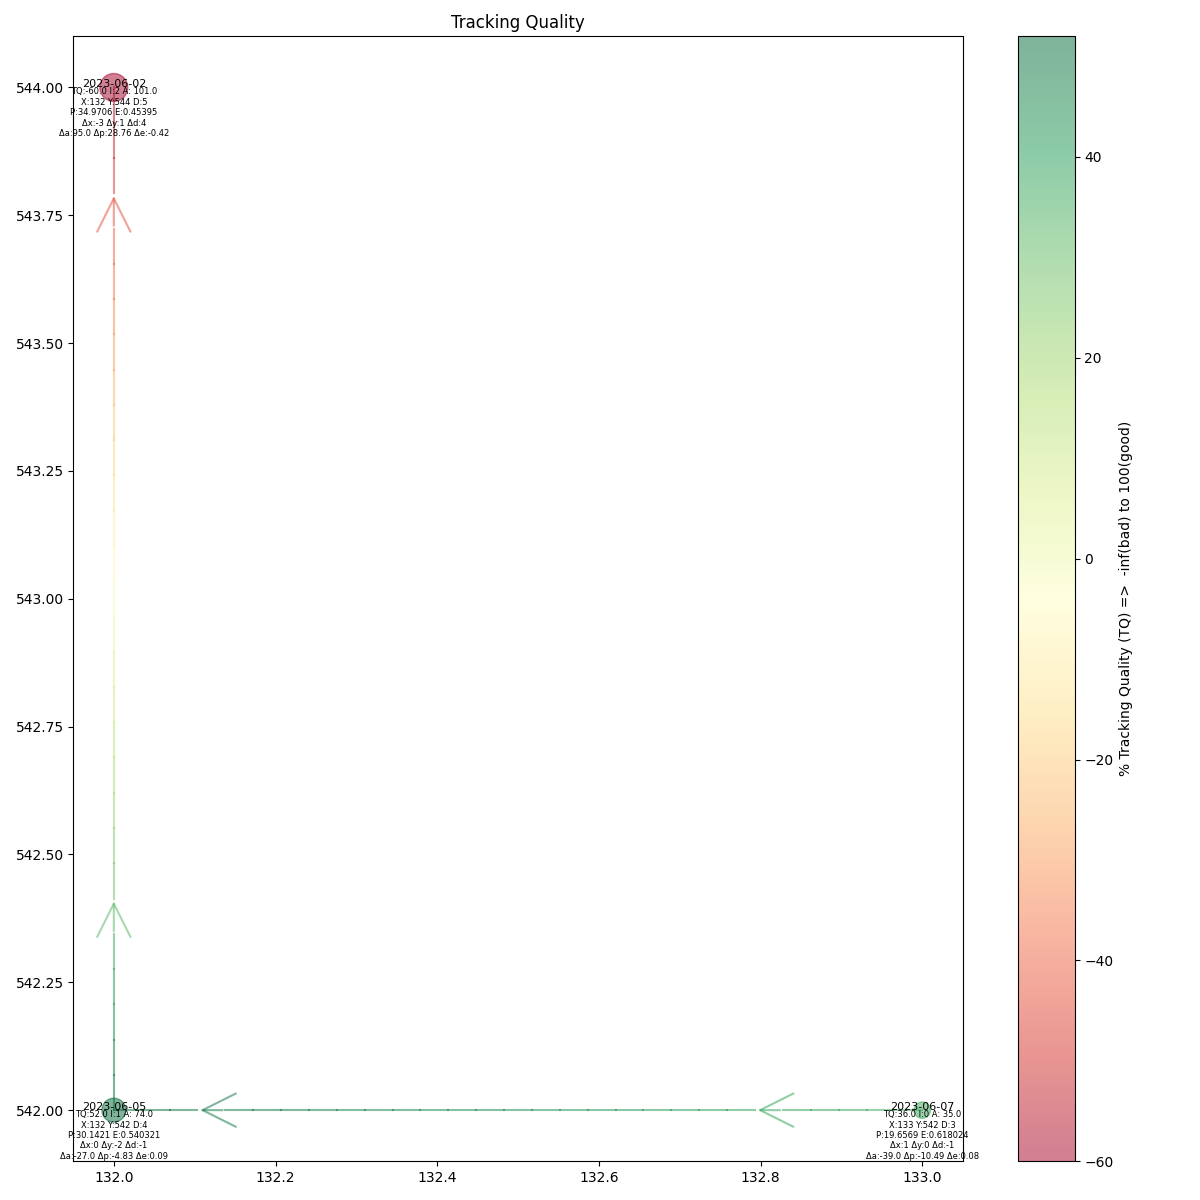 Tracking Quality
544.00
543.75
543.50
543.25
543.00
542.75
542.50
542.25
542.00
132.0
132.2
132.4
132.6
132.8
133.0
2023-06-02
TQ:-60.0 I:2 A: 101.0
X:132 Y:544 D:5
P:34.9706 E:0.45395
Δx:-3 Δy:1 Δd:4
Δa:95.0 Δp:28.76 Δe:-0.42
2023-06-05
TQ:52.0 I:1 A: 74.0
X:132 Y:542 D:4
P:30.1421 E:0.540321
Δx:0 Δy:-2 Δd:-1
Δa:-27.0 Δp:-4.83 Δe:0.09
2023-06-07
TQ:36.0 I:0 A: 35.0
X:133 Y:542 D:3
P:19.6569 E:0.618024
Δx:1 Δy:0 Δd:-1
Δa:-39.0 Δp:-10.49 Δe:0.08
40
20
0
−20
−40
−60
% Tracking Quality (TQ) => -inf(bad) to 100(good)